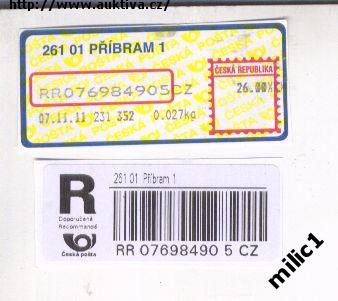 http://www.auktiva.cz/
261 01 PŘÍBRAM 1
ČESKÁ REPUBLIKA
RR076984905CZ
26.00XX
07.11.11 231 352 0.027kg
261 01 Příbram 1
R
Doporučeně
Recommandé
Česká pošta
RR 07698490 5 CZ
milic1